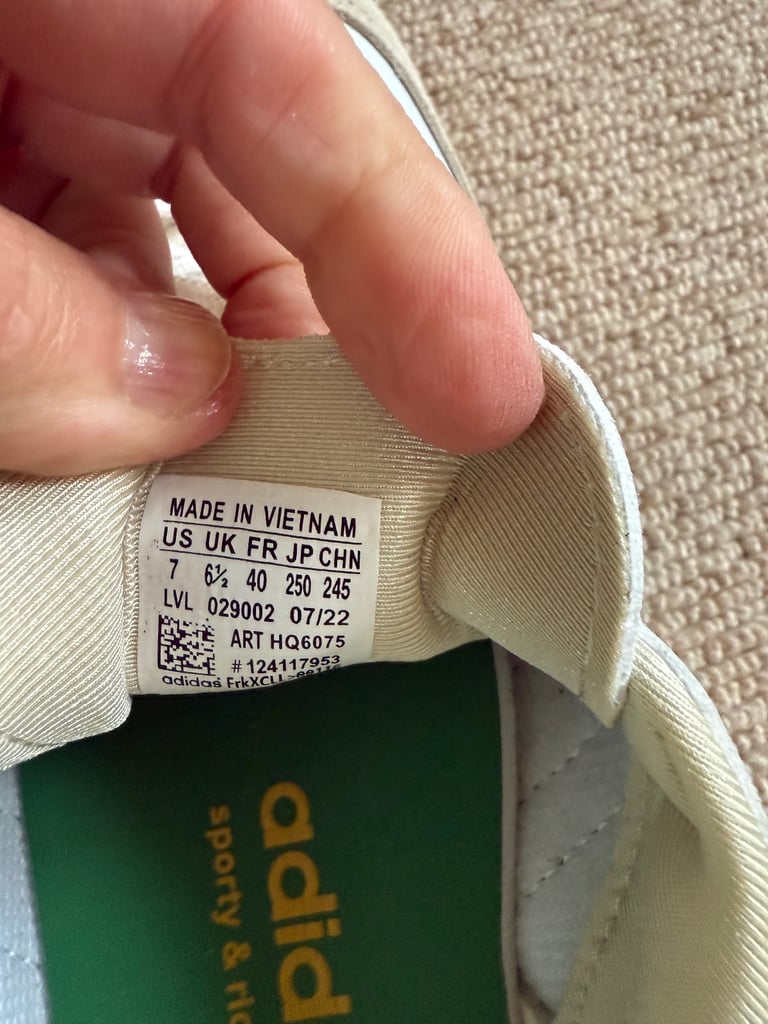 MADE IN VIETNAM
US UK FR JP CHN
7 6½ 40 250 245
LVL 029002 07/22
ART HQ6075
# 124117953
adidas
adid
sporty &